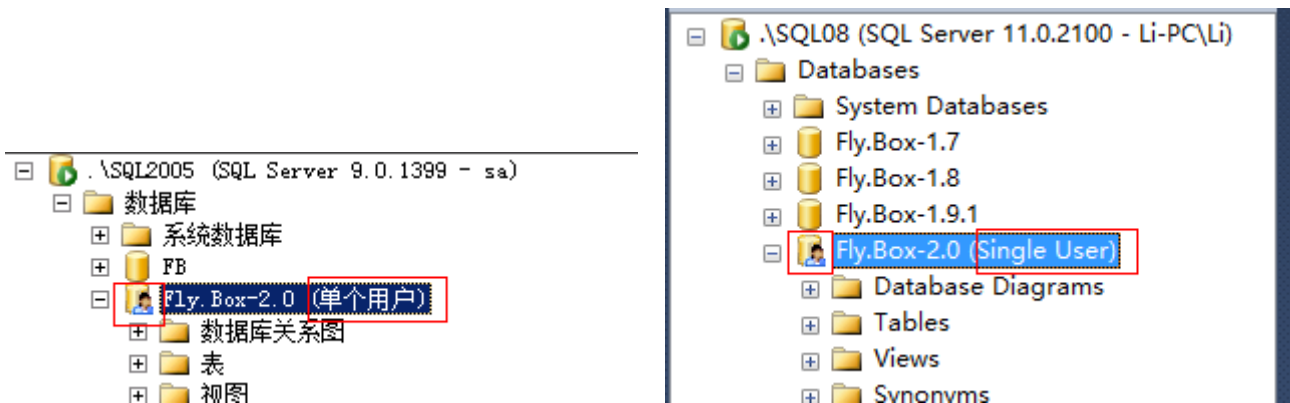 .\SQL2005 (SQL Server 9.0.1399 - sa)
数据库
系统数据库
FB
Fly.Box-2.0 (单个用户)
数据库关系图
表
视图
.\SQL08 (SQL Server 11.0.2100 - Li-PC\Li)
Databases
System Databases
Fly.Box-1.7
Fly.Box-1.8
Fly.Box-1.9.1
Fly.Box-2.0 (Single User)
Database Diagrams
Tables
Views
Synonyms